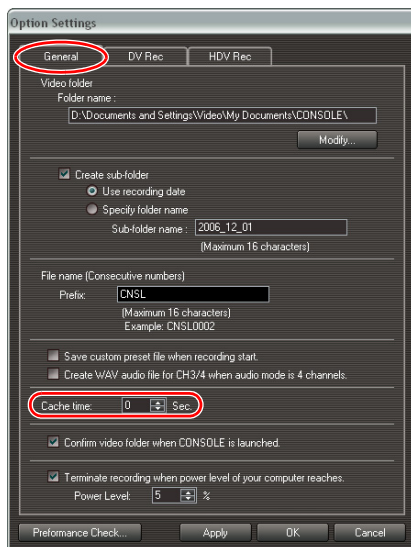 Option Settings
General DV Rec HDV Rec
Video folder
Folder name :
D:\Documents and Settings\Video\My Documents\CONSOLE\
Modify...
Create sub-folder
Use recording date
Specify folder name
Sub-folder name : 2006_12_01
(Maximum 16 characters)
File name (Consecutive numbers)
Prefix: CNSL
(Maximum 16 characters)
Example: CNSL0002
Save custom preset file when recording start.
Create WAV audio file for CH3/4 when audio mode is 4 channels.
Cache time: 0 Sec.
Confirm video folder when CONSOLE is launched.
Terminate recording when power level of your computer reaches.
Power Level: 5 %
Preformance Check... Apply OK Cancel